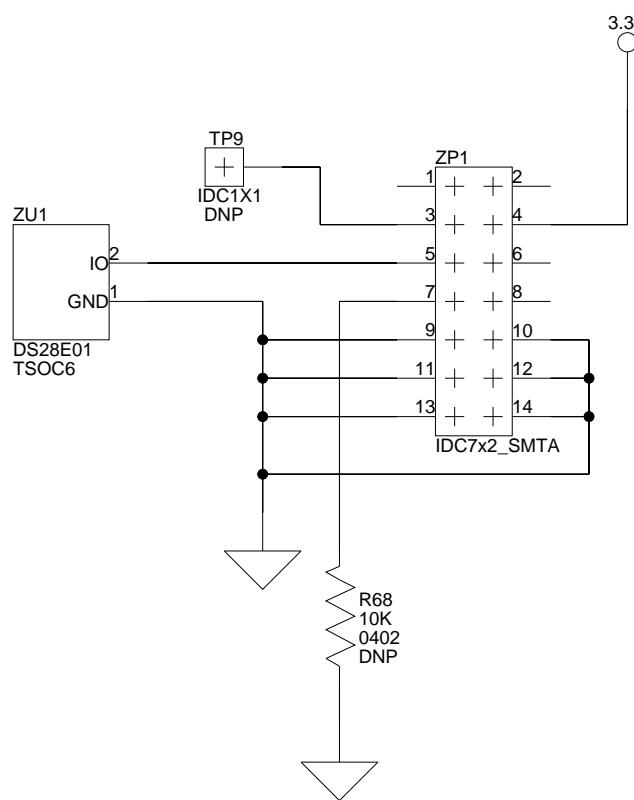 3.3
TP9
IDC1X1
DNP
ZP1
1
2
3
4
5
6
7
8
9
10
11
12
13
14
IDC7x2_SMTA
ZU1
IO
2
GND
1
DS28E01
TSOC6
R68
10K
0402
DNP